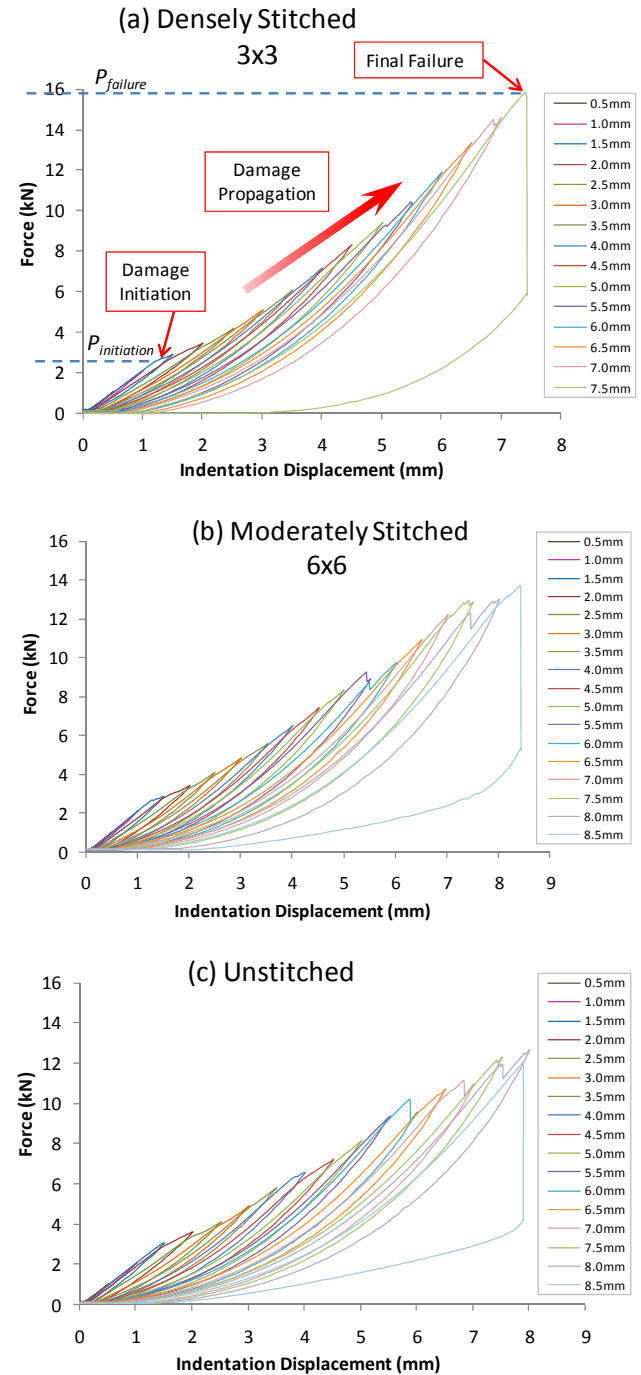 (a) Densely Stitched
3x3
Final Failure
P_failure
16
14
12
10
8
6
4
2
0
Force (kN)
Damage
Propagation
Damage
Initiation
P_initiation
0 1 2 3 4 5 6 7 8
Indentation Displacement (mm)
0.5mm
1.0mm
1.5mm
2.0mm
2.5mm
3.0mm
3.5mm
4.0mm
4.5mm
5.0mm
5.5mm
6.0mm
6.5mm
7.0mm
7.5mm
(b) Moderately Stitched
6x6
16
14
12
10
8
6
4
2
0
Force (kN)
0 1 2 3 4 5 6 7 8 9
Indentation Displacement (mm)
0.5mm
1.0mm
1.5mm
2.0mm
2.5mm
3.0mm
3.5mm
4.0mm
4.5mm
5.0mm
5.5mm
6.0mm
6.5mm
7.0mm
7.5mm
8.0mm
8.5mm
(c) Unstitched
16
14
12
10
8
6
4
2
0
Force (kN)
0 1 2 3 4 5 6 7 8 9
Indentation Displacement (mm)
0.5mm
1.0mm
1.5mm
2.0mm
2.5mm
3.0mm
3.5mm
4.0mm
4.5mm
5.0mm
5.5mm
6.0mm
6.5mm
7.0mm
7.5mm
8.0mm
8.5mm